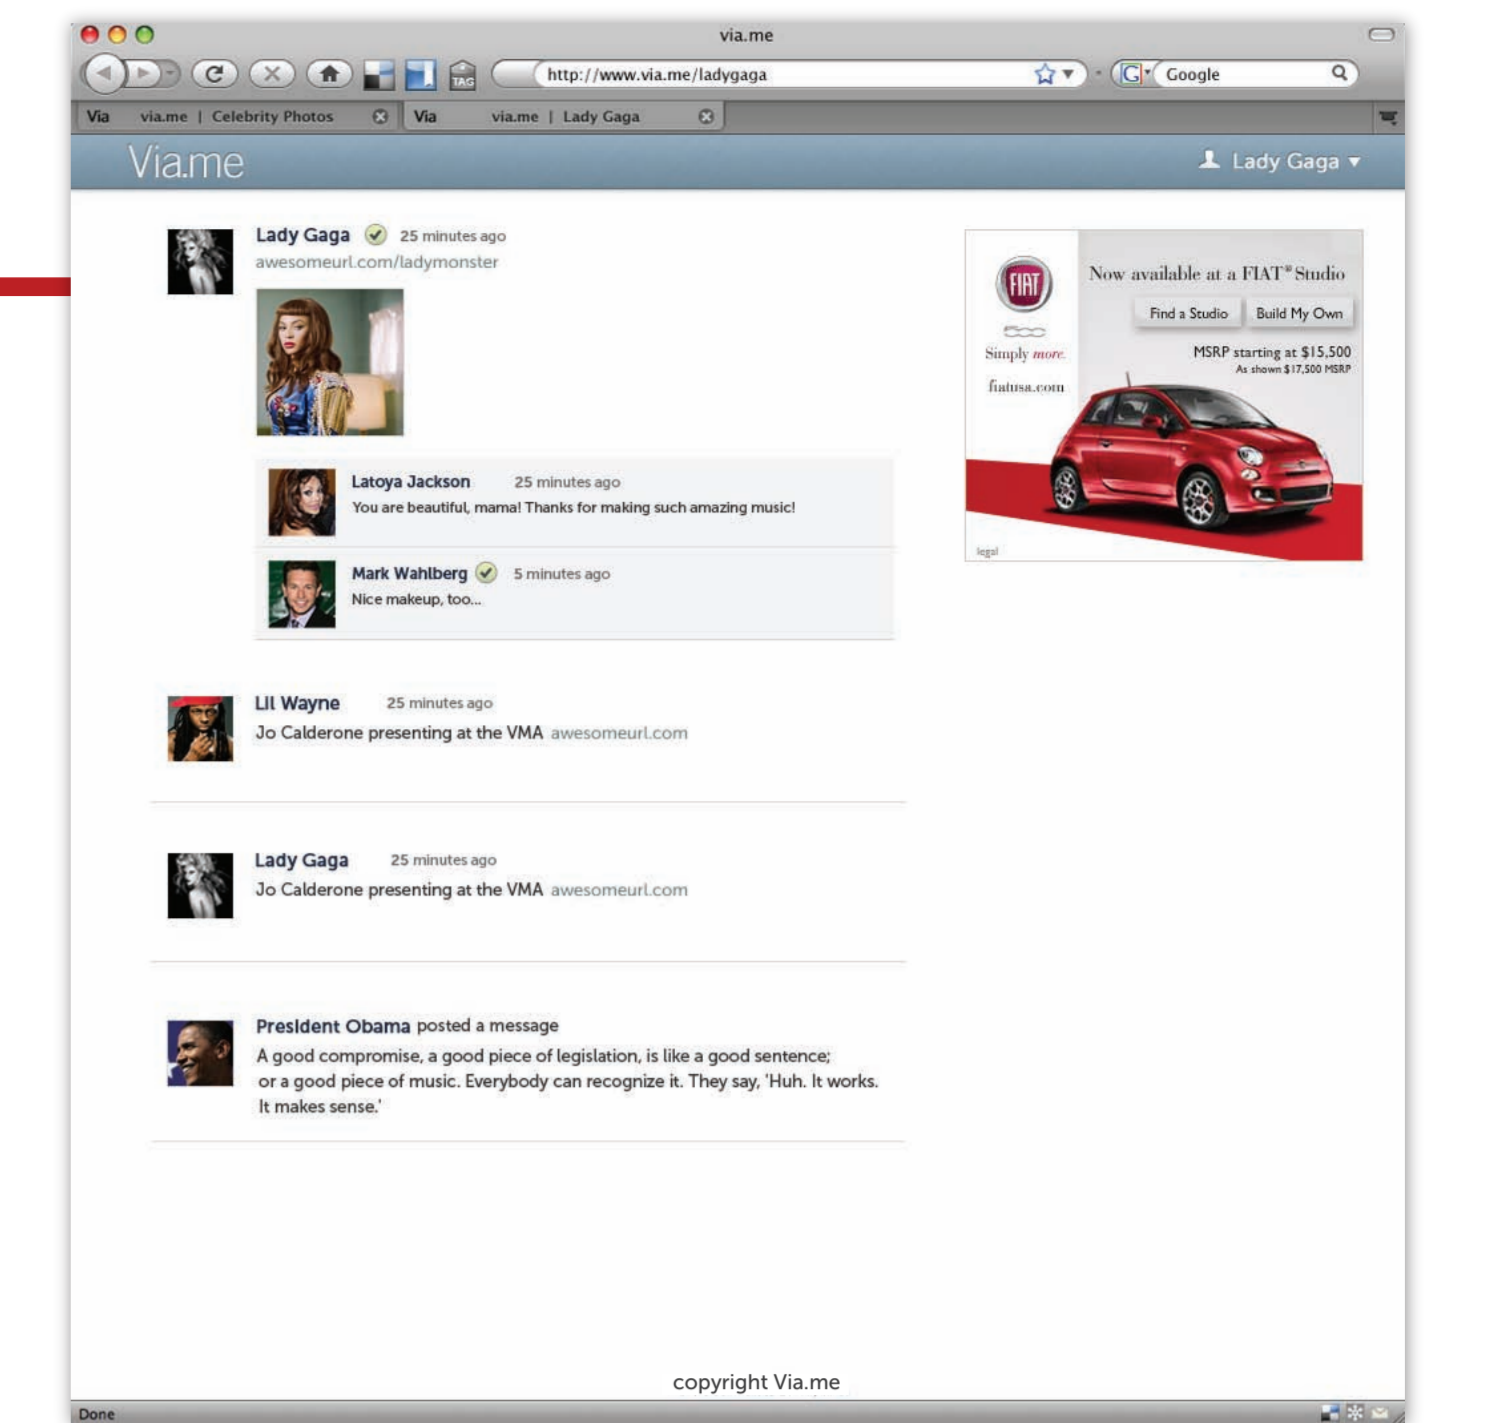 via.me
TAG
http://www.via.me/ladygaga
G
Google
Via via.me | Celebrity Photos
Via via.me | Lady Gaga
Via.me
Lady Gaga
Lady Gaga 25 minutes ago
awesomeurl.com/ladymonster
Latoya Jackson 25 minutes ago
You are beautiful, mama! Thanks for making such amazing music!
Mark Wahlberg 5 minutes ago
Nice makeup, too...
Lil Wayne 25 minutes ago
Jo Calderone presenting at the VMA awesomeurl.com
Lady Gaga 25 minutes ago
Jo Calderone presenting at the VMA awesomeurl.com
President Obama posted a message
A good compromise, a good piece of legislation, is like a good sentence;
or a good piece of music. Everybody can recognize it. They say, 'Huh. It works.
It makes sense.'
FIAT
500
Simply more.
fiatusa.com
Now available at a FIAT® Studio
Find a Studio
Build My Own
MSRP starting at $15,500
As shown $17,500 MSRP
legal
copyright Via.me
Done